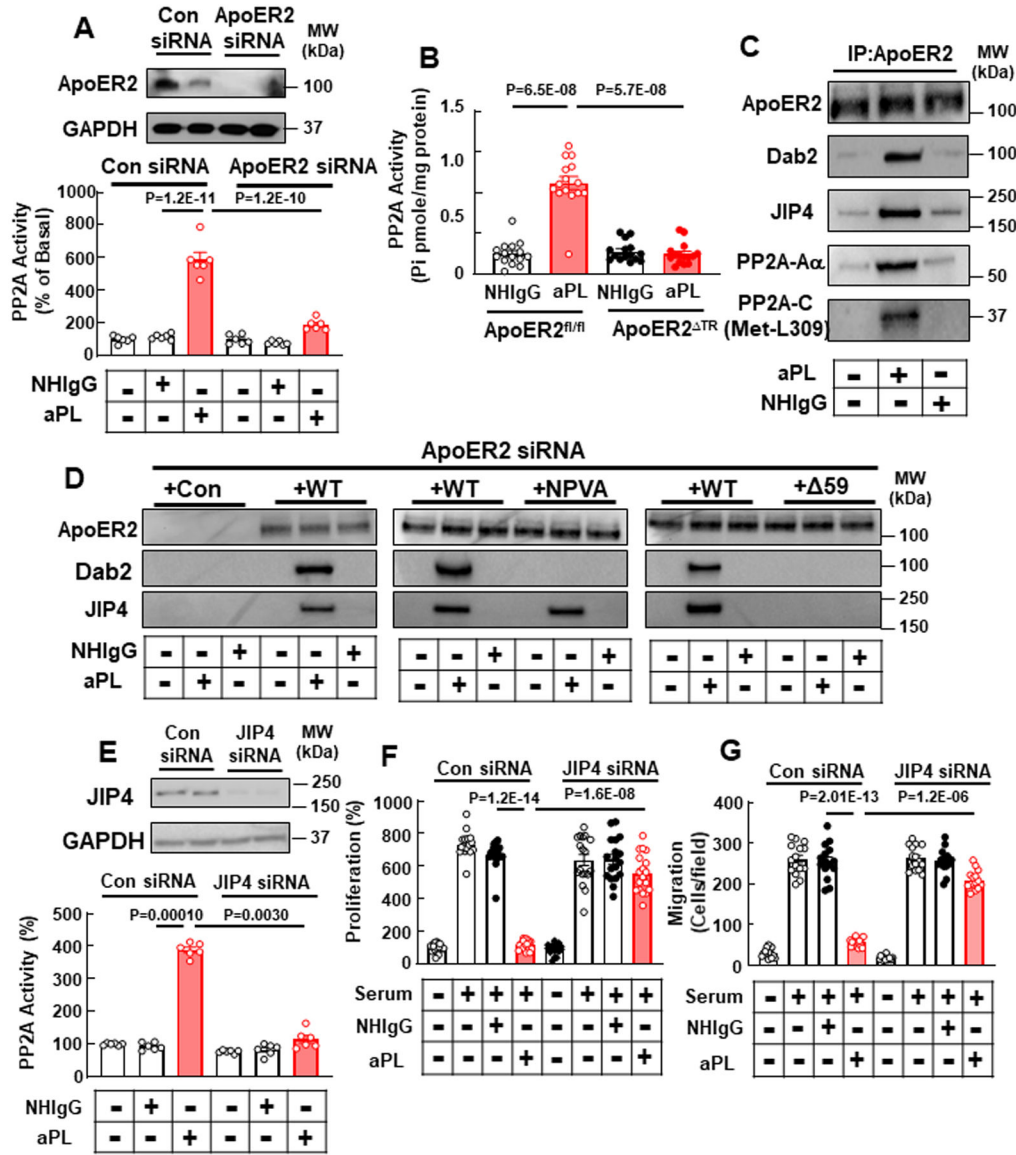 A
Con siRNA
ApoER2 siRNA
MW (kDa)
ApoER2
100
GAPDH
37
Con siRNA
ApoER2 siRNA
P=1.2E-11
P=1.2E-10
PP2A Activity (% of Basal)
1000
800
600
400
200
0
NHIgG - + - - + -
aPL - - + - - +
B
P=6.5E-08
P=5.7E-08
PP2A Activity (Pi pmole/mg protein)
1.5
1.0
0.5
0
NHIgG aPL NHIgG aPL
ApoER2fl/fl
ApoER2ΔTR
C
IP:ApoER2
MW (kDa)
ApoER2
100
Dab2
100
JIP4
250
150
PP2A-Aα
50
PP2A-C (Met-L309)
37
aPL - + -
NHIgG - - +
ApoER2 siRNA
D
+Con
+WT
+WT
+NPVA
+WT
+Δ59
MW (kDa)
ApoER2
100
Dab2
100
JIP4
250
150
NHIgG - - + - - + - - + - - + - - + - - +
aPL - + - - + - - + - - + - - + - - + -
E
Con siRNA
JIP4 siRNA
MW (kDa)
JIP4
250
150
GAPDH
37
Con siRNA
JIP4 siRNA
P=0.00010
P=0.0030
PP2A Activity (%)
500
400
300
200
100
0
NHIgG - + - - + -
aPL - - + - - +
F
Con siRNA
JIP4 siRNA
P=1.2E-14
P=1.6E-08
Proliferation (%)
1000
800
600
400
200
0
Serum - + + + - + + +
NHIgG - - + - - - + -
aPL - - - + - - - +
G
Con siRNA
JIP4 siRNA
P=2.01E-13
P=1.2E-06
Migration (Cells/field)
400
300
200
100
0
Serum - + + + - + + +
NHIgG - - + - - - + -
aPL - - - + - - - +